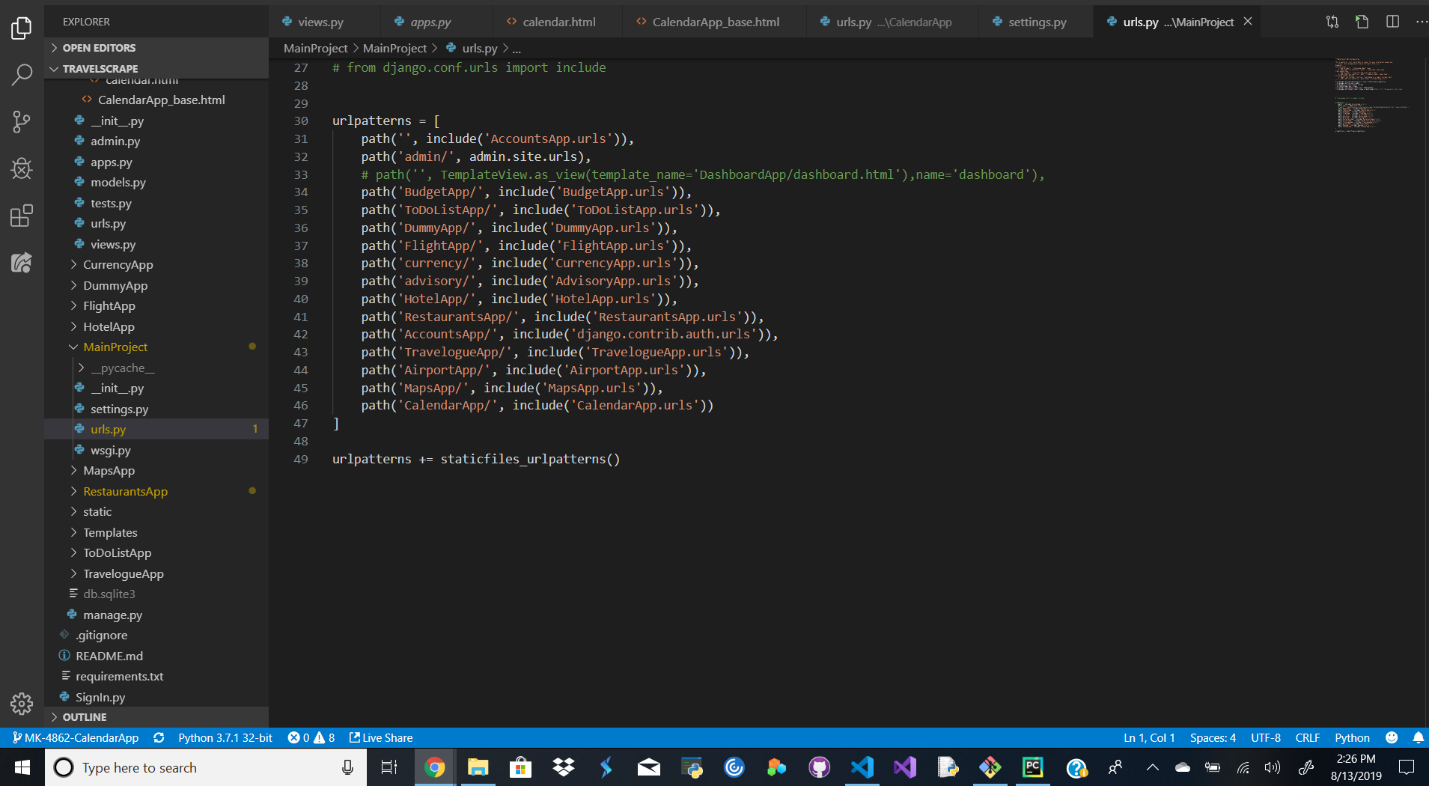 EXPLORER
views.py
apps.py
calendar.html
CalendarApp_base.html
urls.py ...\CalendarApp
settings.py
urls.py ...\MainProject
OPEN EDITORS
TRAVELSCRAPE
calendar.html
CalendarApp_base.html
__init__.py
admin.py
apps.py
models.py
tests.py
urls.py
views.py
CurrencyApp
DummyApp
FlightApp
HotelApp
MainProject
__pycache__
__init__.py
settings.py
urls.py 1
wsgi.py
MapsApp
RestaurantsApp
static
Templates
ToDoListApp
TravelogueApp
db.sqlite3
manage.py
.gitignore
README.md
requirements.txt
SignIn.py
OUTLINE
MainProject > MainProject > urls.py > ...
27 # from django.conf.urls import include
28
29
30 urlpatterns = [
31 path('', include('AccountsApp.urls')),
32 path('admin/', admin.site.urls),
33 # path('', TemplateView.as_view(template_name='DashboardApp/dashboard.html'),name='dashboard'),
34 path('BudgetApp/', include('BudgetApp.urls')),
35 path('ToDoListApp/', include('ToDoListApp.urls')),
36 path('DummyApp/', include('DummyApp.urls')),
37 path('FlightApp/', include('FlightApp.urls')),
38 path('currency/', include('CurrencyApp.urls')),
39 path('advisory/', include('AdvisoryApp.urls')),
40 path('HotelApp/', include('HotelApp.urls')),
41 path('RestaurantsApp/', include('RestaurantsApp.urls')),
42 path('AccountsApp/', include('django.contrib.auth.urls')),
43 path('TravelogueApp/', include('TravelogueApp.urls')),
44 path('AirportApp/', include('AirportApp.urls')),
45 path('MapsApp/', include('MapsApp.urls')),
46 path('CalendarApp/', include('CalendarApp.urls'))
47 ]
48
49 urlpatterns += staticfiles_urlpatterns()
MK-4862-CalendarApp Python 3.7.1 32-bit 0 8 Live Share Ln 1, Col 1 Spaces: 4 UTF-8 CRLF Python
Type here to search
PC
2:26 PM
8/13/2019